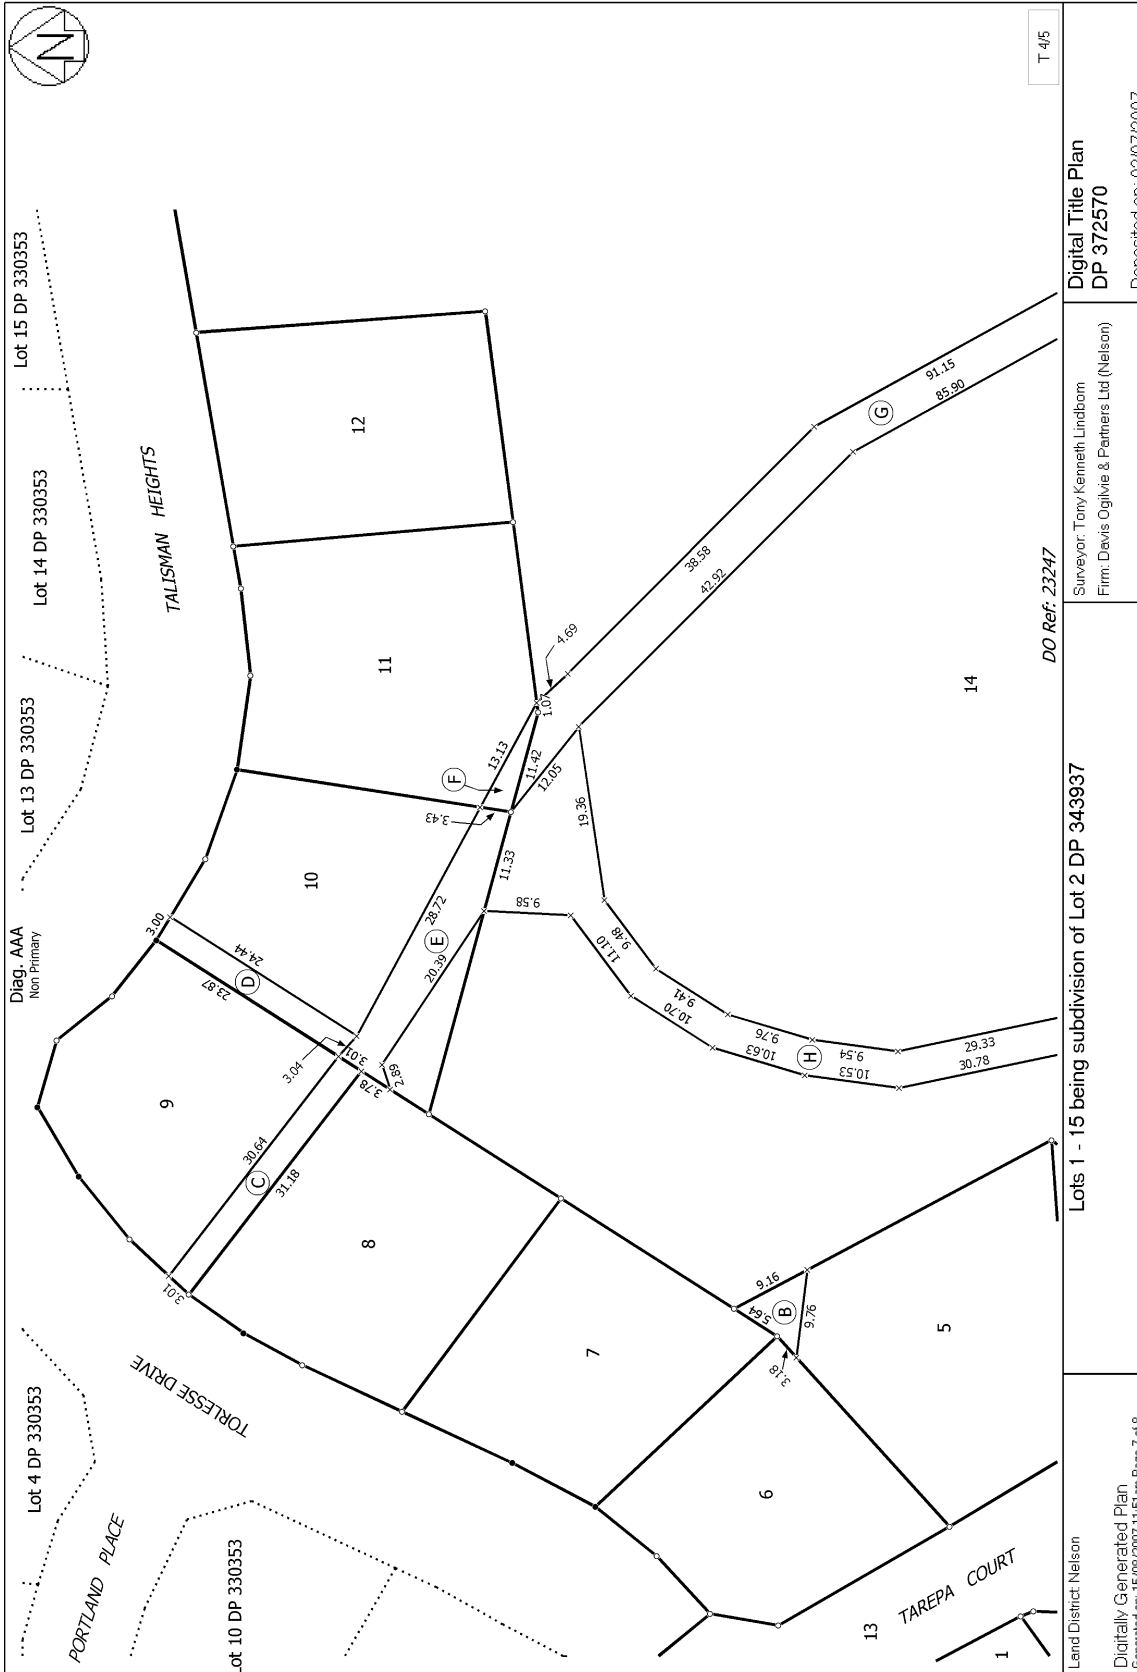 Diag. AAA
Non Primary
N
T 4/5
Lot 4 DP 330353
Lot 13 DP 330353
Lot 14 DP 330353
Lot 15 DP 330353
PORTLAND PLACE
TORLESSE DRIVE
TALISMAN HEIGHTS
Lot 10 DP 330353
9
10
11
12
8
7
6
5
13
1
14
TAREPA COURT
3.00
24.44
D
23.87
3.04
3.01
3.01
30.64
C
31.18
3.78
2.89
28.72
E
20.39
3.43
F
13.13
11.42
12.05
1.07
4.69
11.33
9.58
19.36
38.58
42.92
91.15
G
85.90
11.10
9.48
10.70
9.41
10.63
9.76
H
10.53
9.54
29.33
30.78
9.16
5.64
B
9.76
3.18
DO Ref: 23247
Land District: Nelson
Digitally Generated Plan
Lots 1 - 15 being subdivision of Lot 2 DP 343937
Surveyor: Tony Kenneth Lindbom
Firm: Davis Ogilvie & Partners Ltd (Nelson)
Digital Title Plan
DP 372570
Deposited on: 02/07/2007